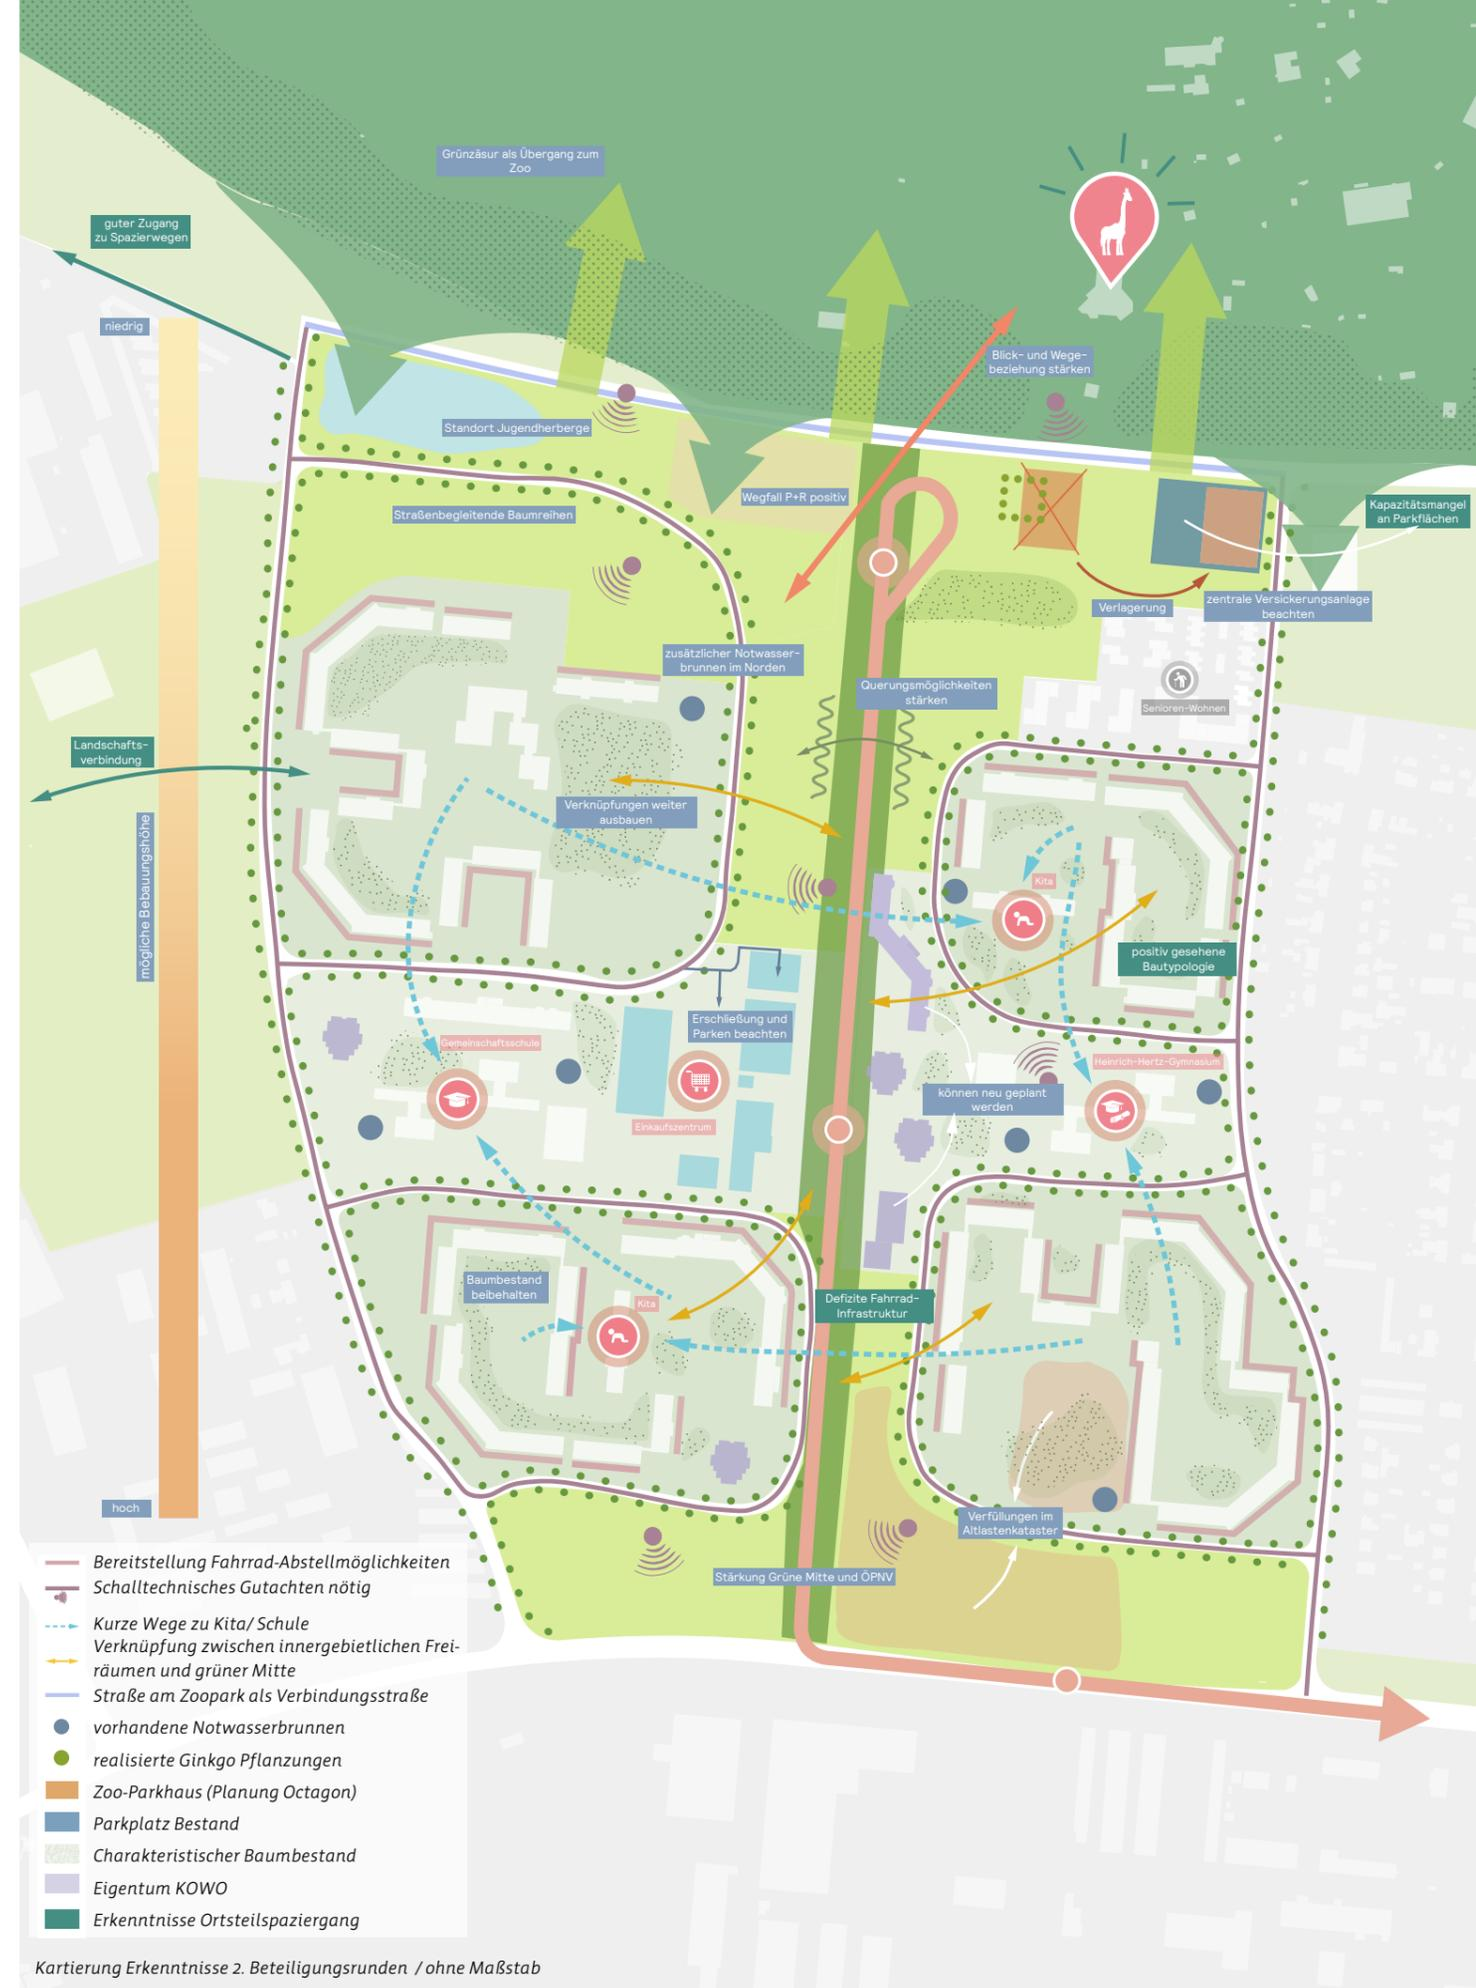 Grünzäsur als Übergang zum
Zoo
guter Zugang
zu Spazierwegen
niedrig
Blick- und Wege-
beziehung stärken
Standort Jugendherberge
Wegfall P+R positiv
Straßenbegleitende Baumreihen
Kapazitätsmangel
an Parkflächen
Verlagerung
zentrale Versickerungsanlage
beachten
zusätzlicher Notwasser-
brunnen im Norden
Querungsmöglichkeiten
stärken
Senioren-Wohnen
Landschafts-
verbindung
Verknüpfungen weiter
ausbauen
mögliche Bebauungshöhe
Kita
positiv gesehene
Bautypologie
Erschließung und
Parken beachten
Gemeinschaftsschule
Heinrich-Hertz-Gymnasium
können neu geplant
werden
Einkaufszentrum
Baumbestand
beibehalten
Kita
Defizite Fahrrad-
Infrastruktur
hoch
Verfüllungen im
Altlastenkataster
Stärkung Grüne Mitte und ÖPNV
Bereitstellung Fahrrad-Abstellmöglichkeiten
Schalltechnisches Gutachten nötig
Kurze Wege zu Kita/ Schule
Verknüpfung zwischen innergebietlichen Frei-
räumen und grüner Mitte
Straße am Zoopark als Verbindungsstraße
vorhandene Notwasserbrunnen
realisierte Ginkgo Pflanzungen
Zoo-Parkhaus (Planung Octagon)
Parkplatz Bestand
Charakteristischer Baumbestand
Eigentum KOWO
Erkenntnisse Ortsteilspaziergang
Kartierung Erkenntnisse 2. Beteiligungsrunden / ohne Maßstab